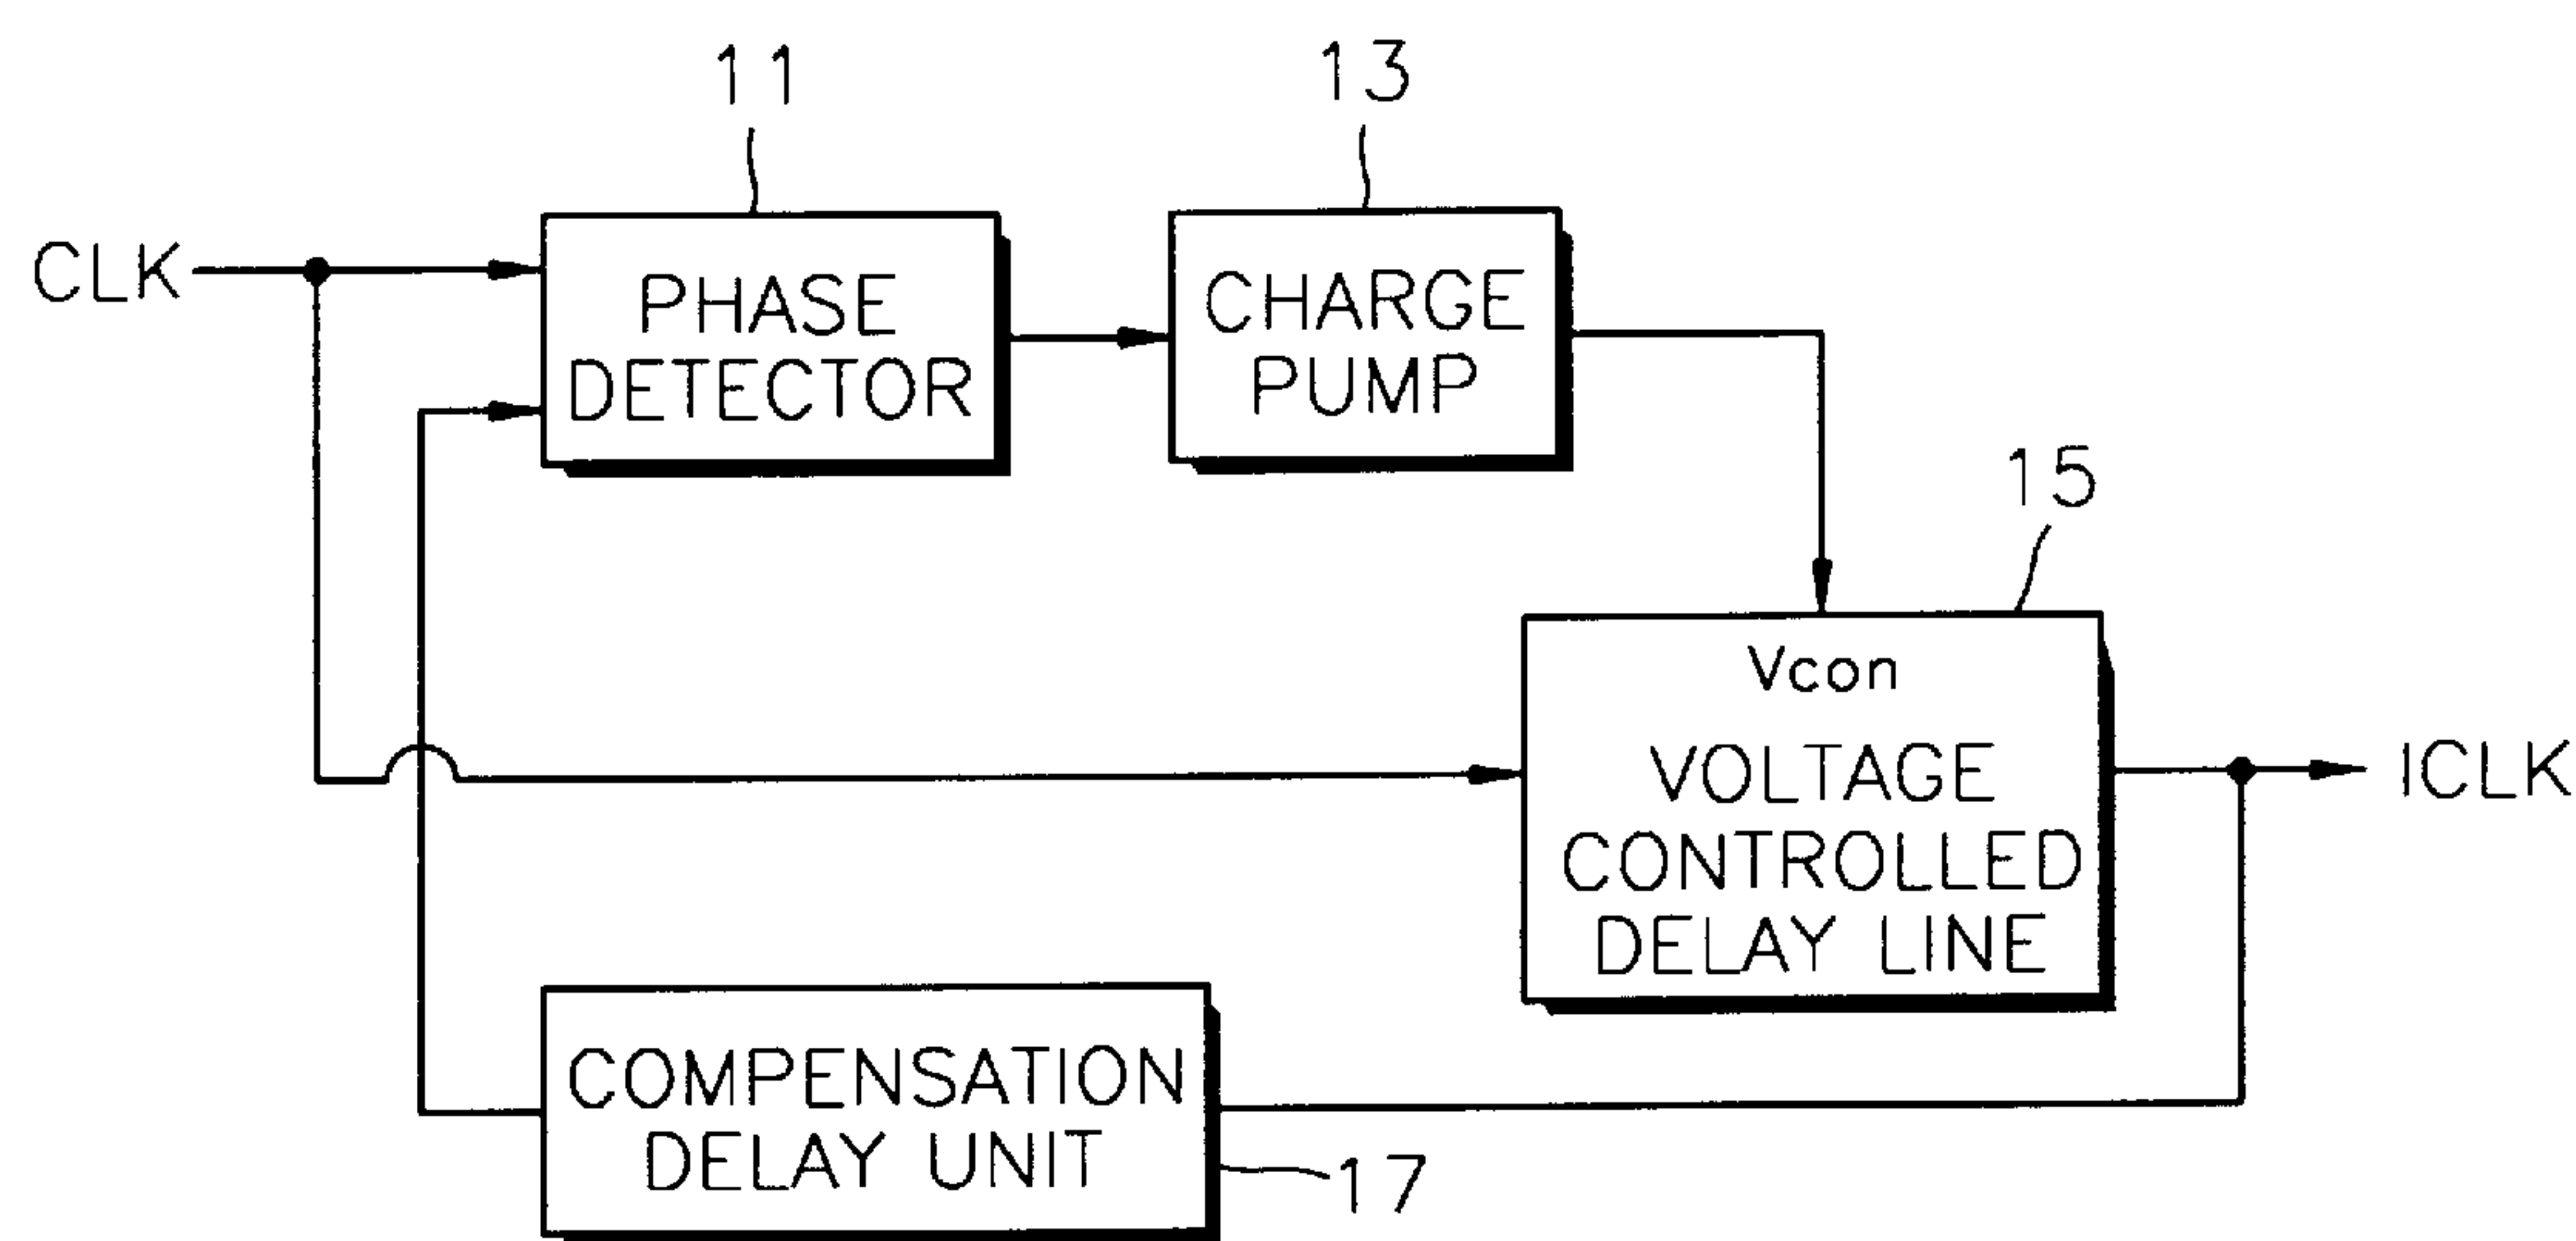 11
13
CLK
PHASE
DETECTOR
CHARGE
PUMP
15
Vcon
VOLTAGE
CONTROLLED
DELAY LINE
ICLK
COMPENSATION
DELAY UNIT
17